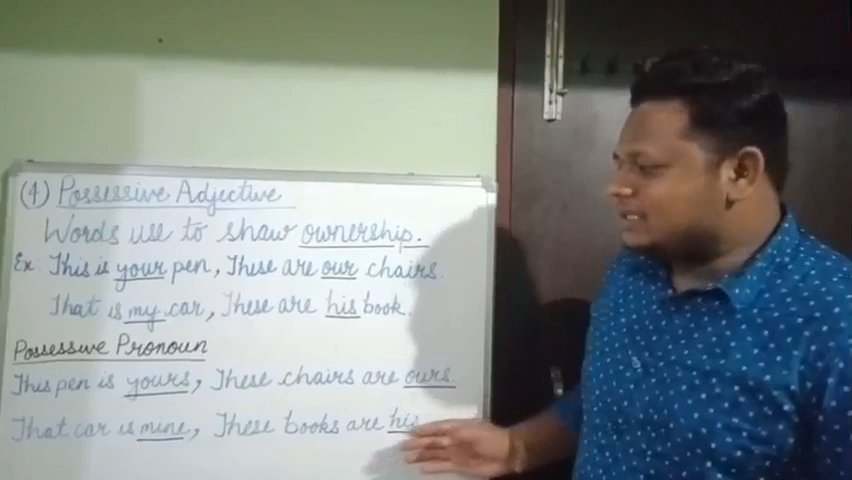 (4) Possessive Adjective
Words use to shaw ownership.
Ex: This is your pen, These are our chairs.
That is my car, These are his book.
Possessive Pronoun
This pen is yours, These chairs are ours.
That car is mine, These books are his